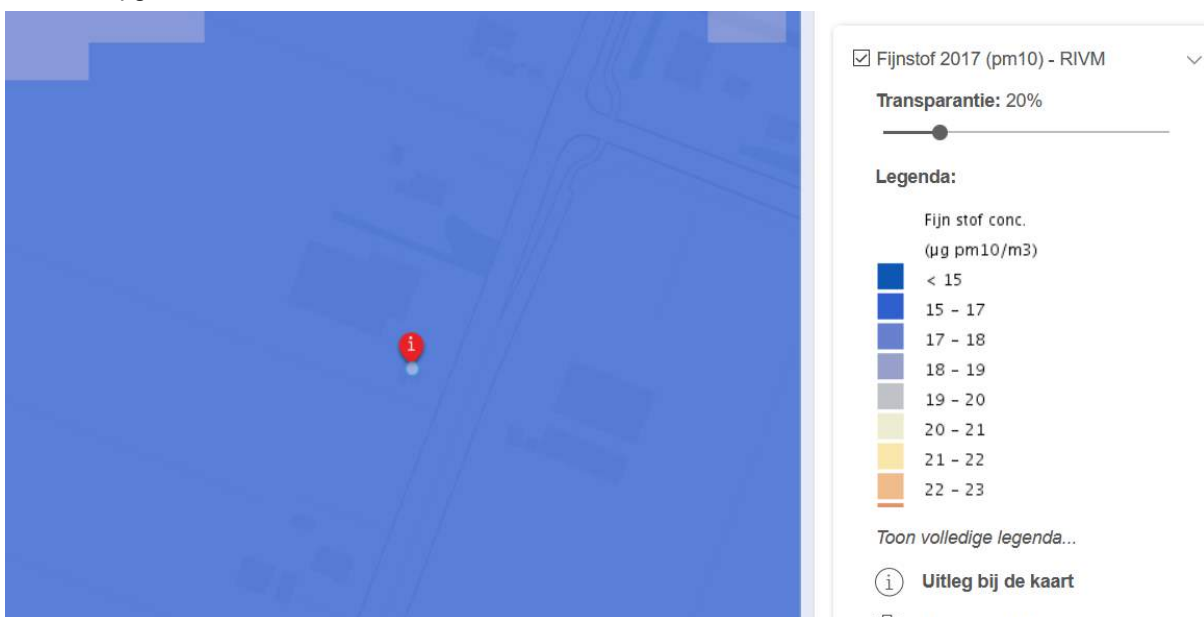 Fijnstof 2017 (pm10) - RIVM
Transparantie: 20%
Legenda:
Fijn stof conc.
(µg pm10/m3)
< 15
15 - 17
17 - 18
18 - 19
19 - 20
20 - 21
21 - 22
22 - 23
Toon volledige legenda...
i Uitleg bij de kaart
i